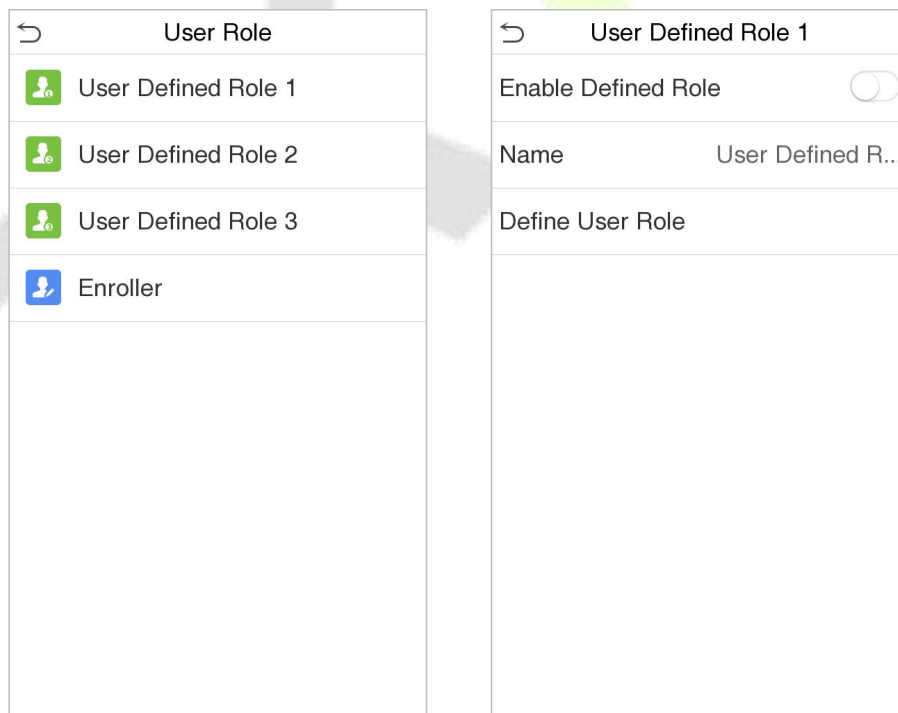 User Role
User Defined Role 1
User Defined Role 2
User Defined Role 3
Enroller
User Defined Role 1
Enable Defined Role
Name User Defined R...
Define User Role